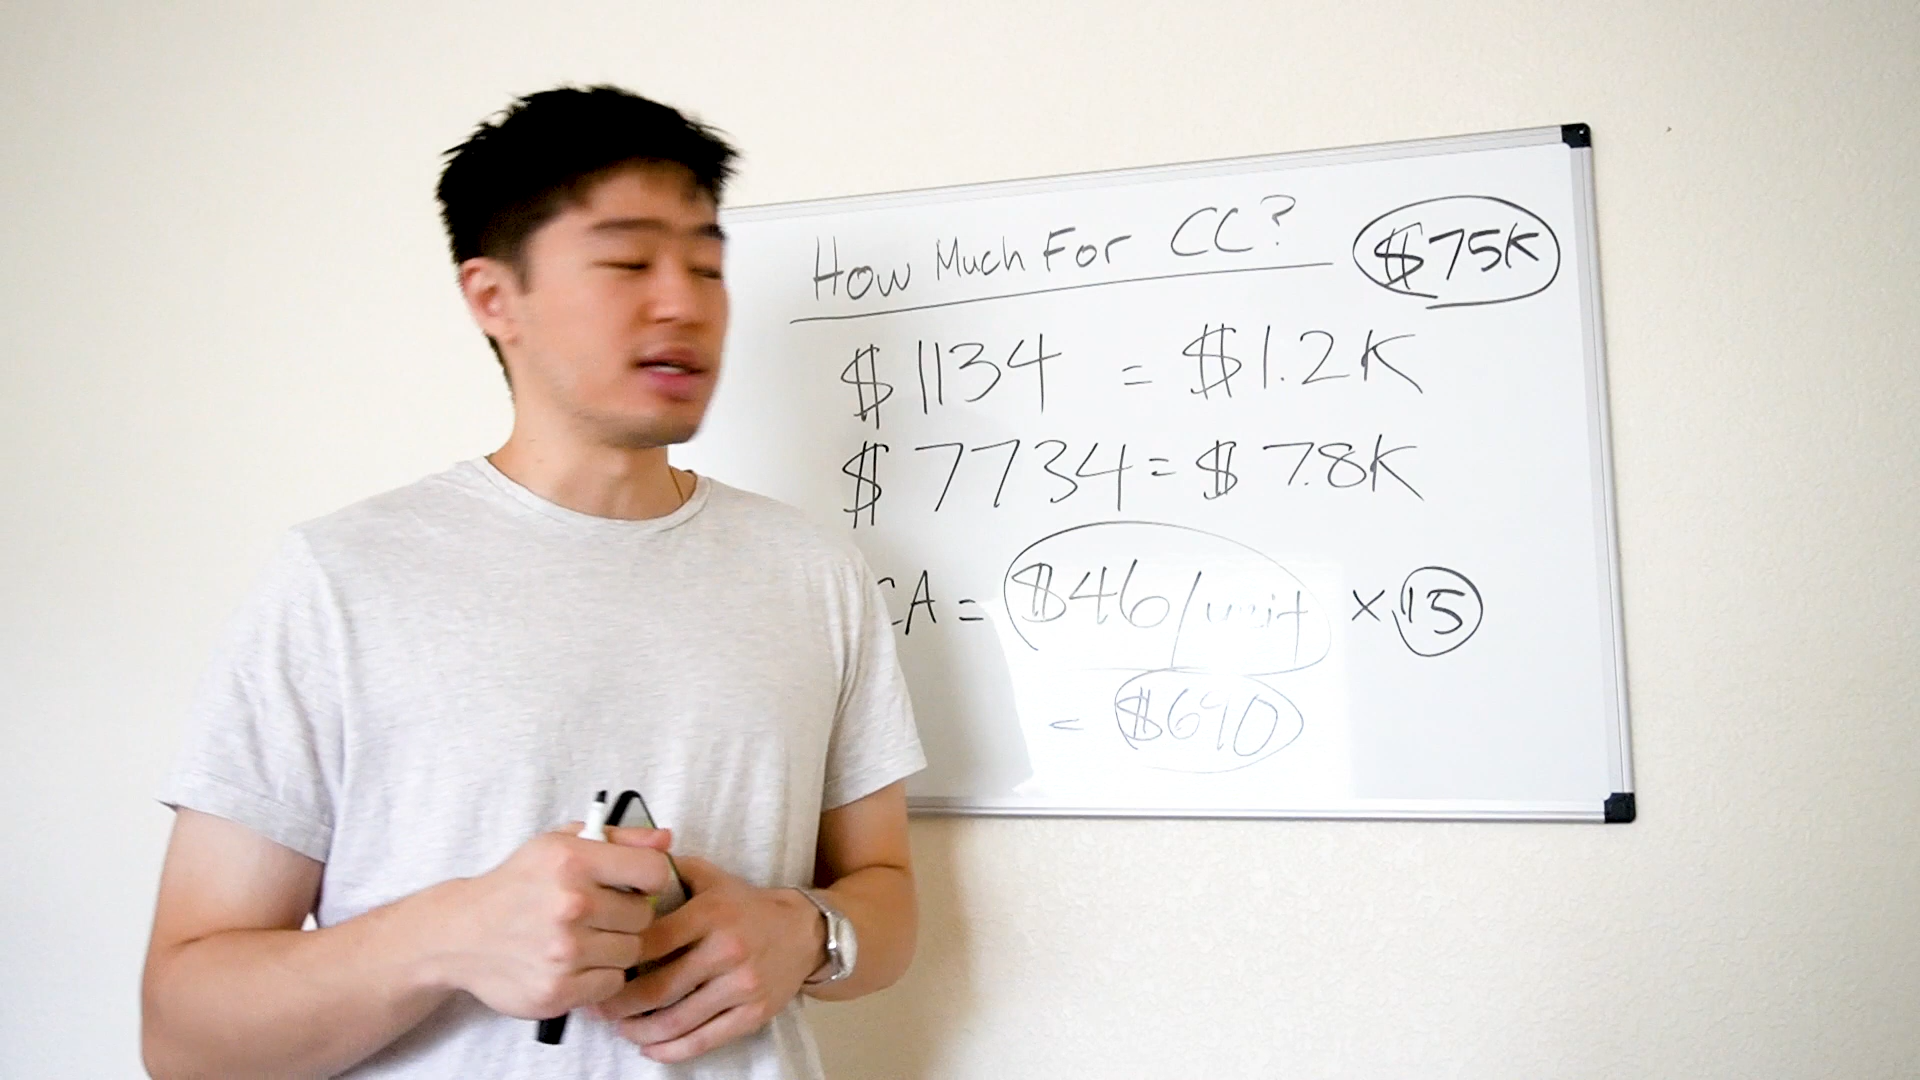 How Much For CC?
$75K
$1134 = $1.2K
$7734 = $7.8K
CA = $46/unit × 15
= $690